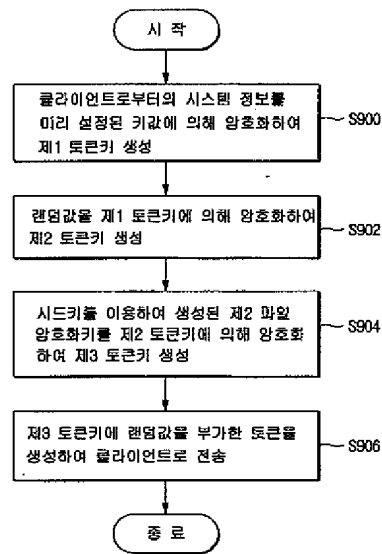 시 작
클라이언트로부터의 시스템 정보를
미리 설정된 키값에 의해 암호화하여
제1 토큰키 생성
S900
랜덤값을 제1 토큰키에 의해 암호화하여
제2 토큰키 생성
S902
시드키를 이용하여 생성된 제2 파일
암호화키를 제2 토큰키에 의해 암호화
하여 제3 토큰키 생성
S904
제3 토큰키에 랜덤값을 부가한 토큰을
생성하여 클라이언트로 전송
S906
종 료